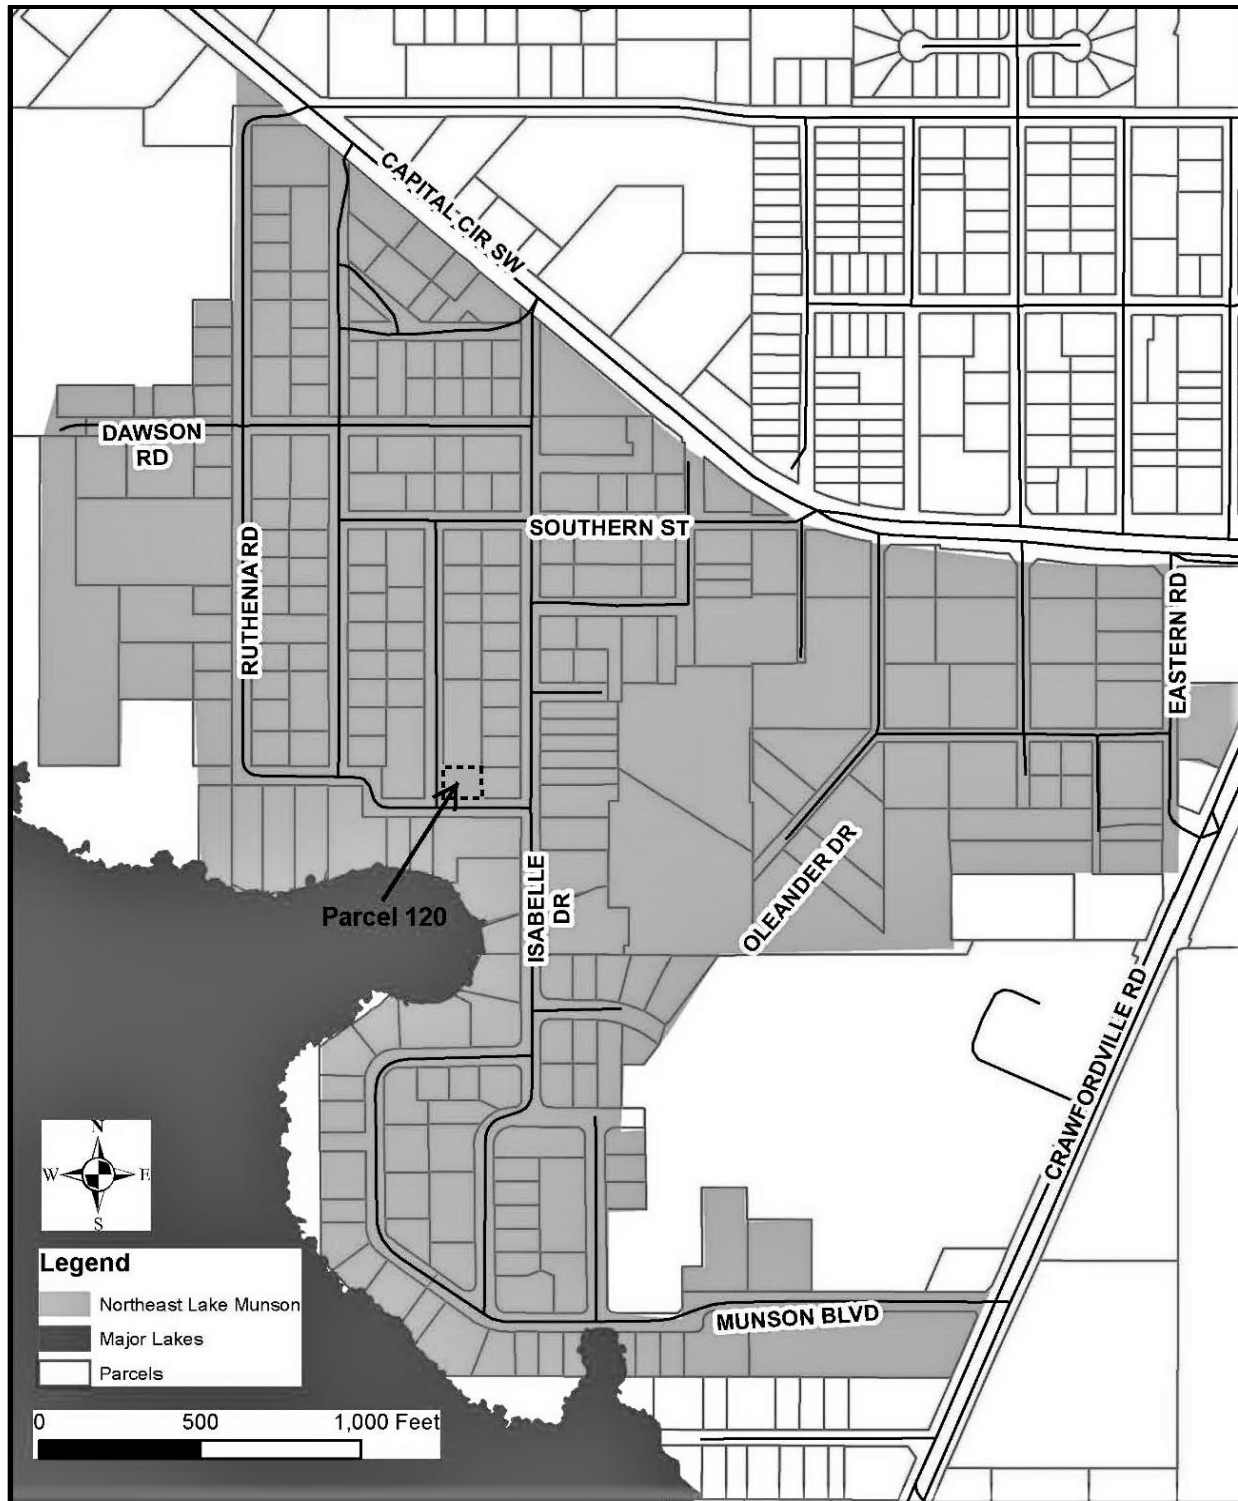 CAPITAL CIR SW
DAWSON
RD
SOUTHERN ST
RUTHENIA RD
EASTERN RD
OLEANDER DR
ISABELLE
DR
Parcel 120
CRAWFORDVILLE RD
N
W E
S
Legend
Northeast Lake Munson
Major Lakes
Parcels
MUNSON BLVD
0 500 1,000 Feet